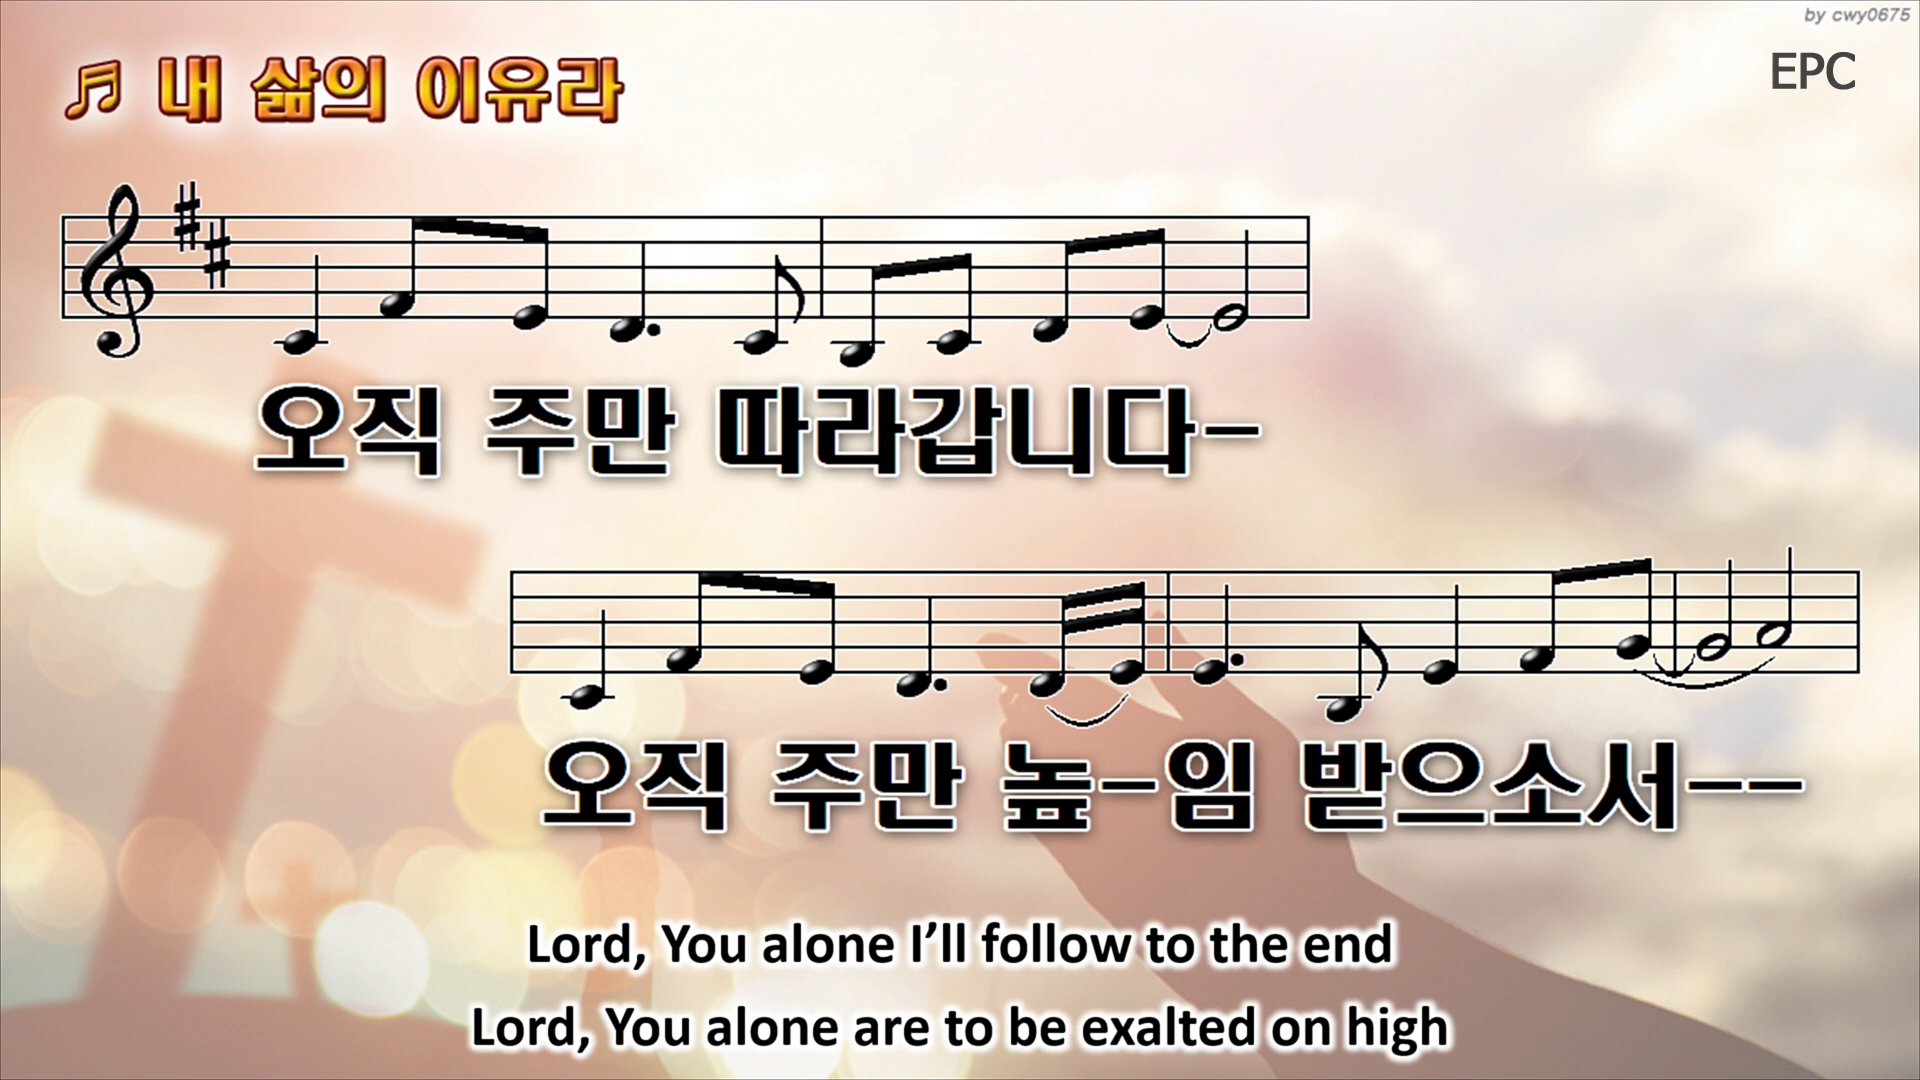 by cwy0675
EPC
내 삶의 이유라
오직 주만 따라갑니다-
오직 주만 높-임 받으소서--
Lord, You alone I’ll follow to the end
Lord, You alone are to be exalted on high